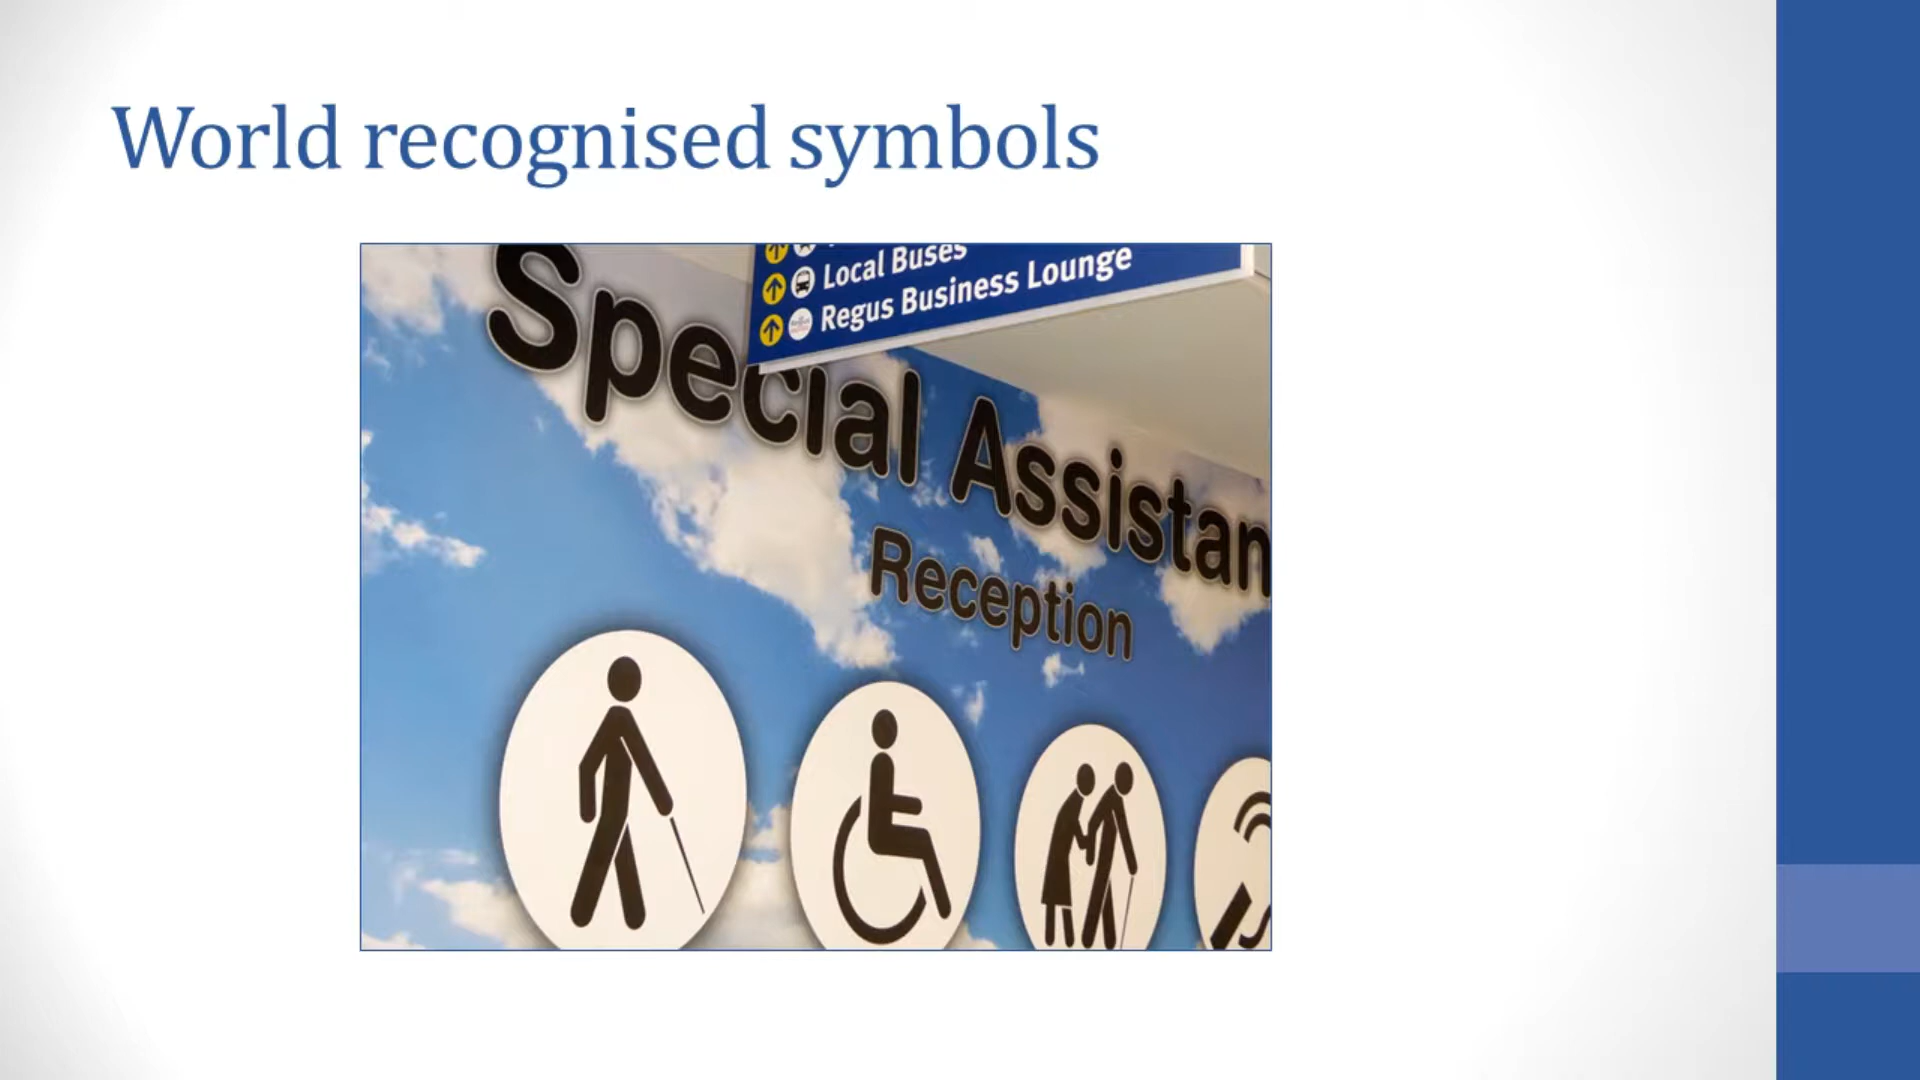 World recognised symbols
Local Buses
Regus Business Lounge
Special Assistan
Reception